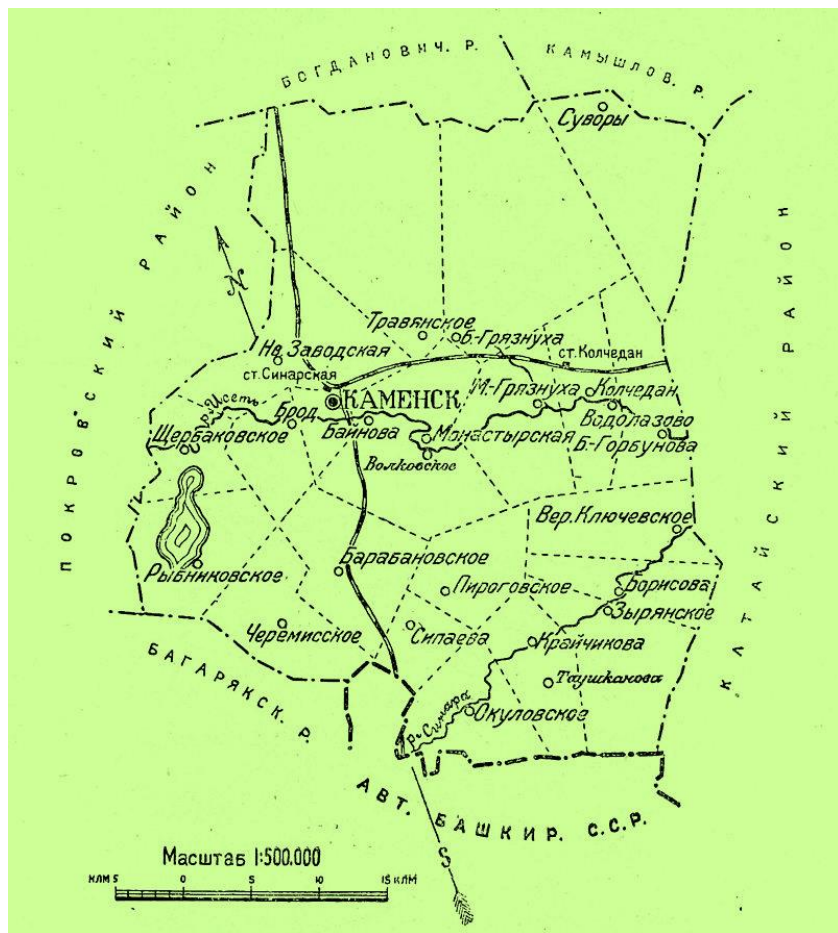 БОГДАНОВИЧ. Р.
КАМЫШЛОВ. Р.
Суворы
ПОКРОВСКИЙ РАЙОН
КАТАЙСКИЙ РАЙОН
N
Травянское
Б.-Грязнуха
Нв. Заводская
ст. Колчедан
ст. Синарская
КАМЕНСК
М.-Грязнуха
Колчедан
р. Исеть
Брод
Байнова
Водолазово
Щербаковское
Монастырская
Б.-Горбунова
Волковское
Вер. Ключевское
Рыбниковское
Барабановское
Пироговское
Борисова
Зырянское
Черемисское
Сипаева
Крайчикова
Таушканова
БАГАРЯКСК. Р.
р. Синара
Окуловское
АВТ. БАШКИР. С.С.Р.
S
Масштаб 1:500.000
КЛМ 5 0 5 10 15 КЛМ